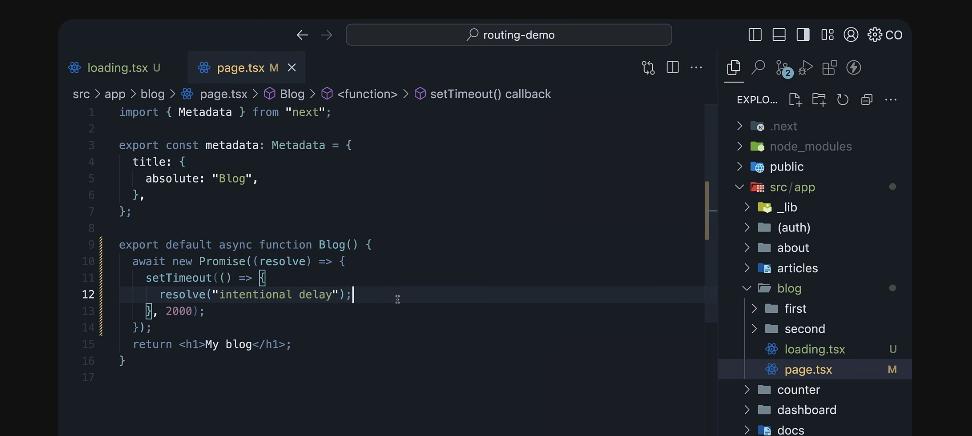 routing-demo
CO
loading.tsx U
page.tsx M
src > app > blog > page.tsx > Blog > <function> > setTimeout() callback
1 import { Metadata } from "next";
2
3 export const metadata: Metadata = {
4 title: {
5 absolute: "Blog",
6 },
7 };
8
9 export default async function Blog() {
10 await new Promise((resolve) => {
11 setTimeout(() => {
12 resolve("intentional delay");
13 }, 2000);
14 });
15 return <h1>My blog</h1>;
16 }
17
2
EXPLO...
.next
node_modules
public
src/app
_lib
(auth)
about
articles
blog
first
second
loading.tsx U
page.tsx M
counter
dashboard
docs